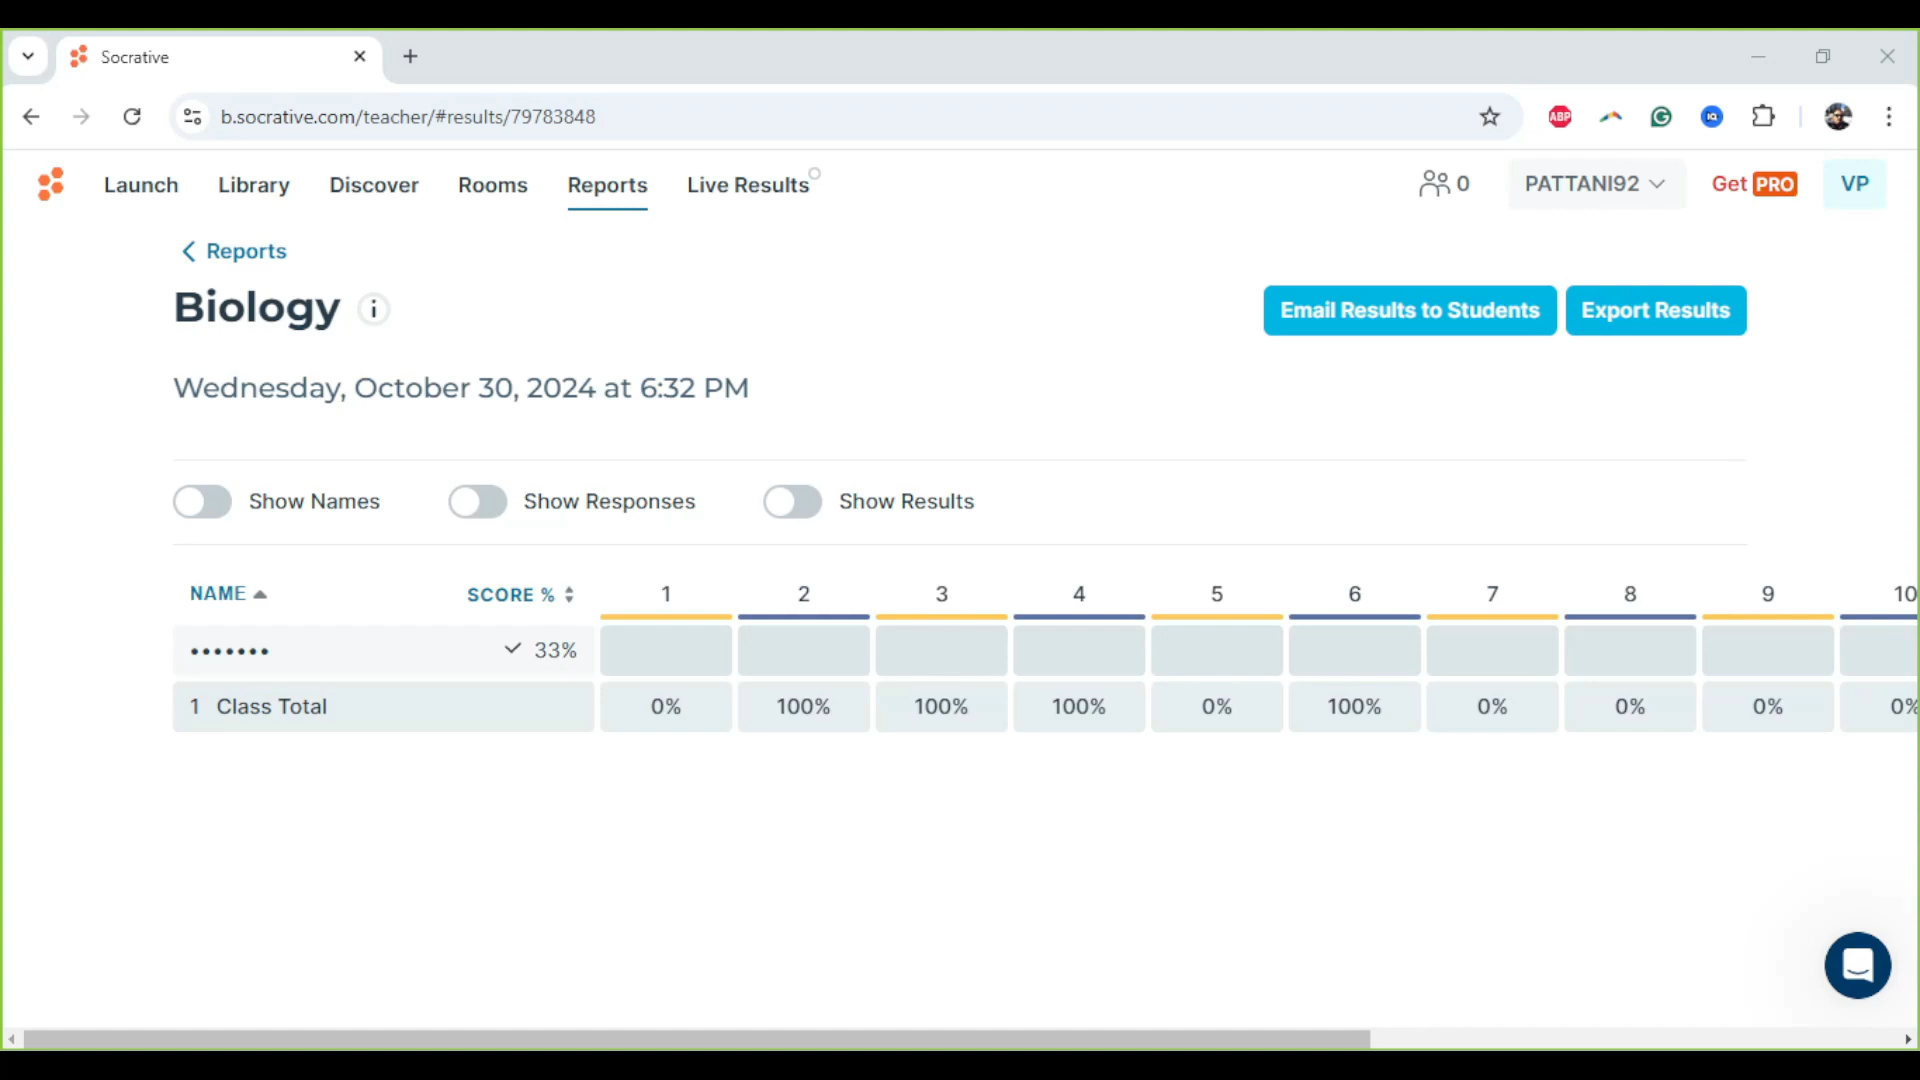 Socrative
b.socrative.com/teacher/#results/79783848
ABP
IQ
Launch Library Discover Rooms Reports Live Results 0 PATTANI92 Get PRO VP
Reports
Biology i
Email Results to Students Export Results
Wednesday, October 30, 2024 at 6:32 PM
Show Names Show Responses Show Results
NAME SCORE % 1 2 3 4 5 6 7 8 9 10
••••••• 33%
1 Class Total 0% 100% 100% 100% 0% 100% 0% 0% 0% 0%